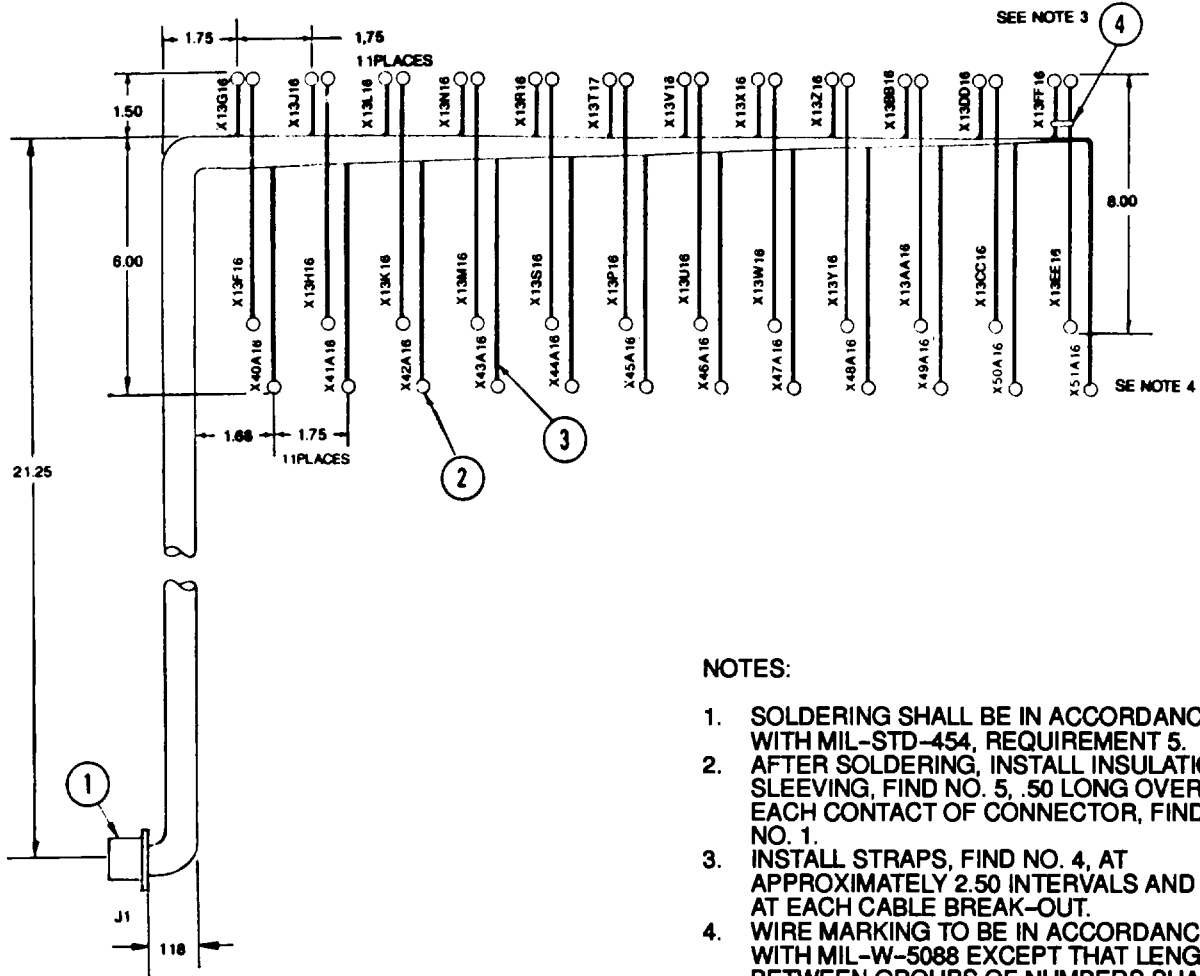 SEE NOTE 3
4
1.75
1,75
11PLACES
1.50
X13G16
X13J16
X13L16
X13N16
X13R16
X13T17
X13V16
X13X16
X13Z16
X13BB16
X13DD16
X13FF16
8.00
6.00
X13F16
X13H16
X13K16
X13M16
X13S16
X13P16
X13U16
X13W16
X13Y16
X13AA16
X13CC16
X13EE16
X40A16
X41A16
X42A16
X43A16
X44A16
X45A16
X46A16
X47A16
X48A16
X49A16
X50A16
X51A16
SE NOTE 4
1.68
1.75
11PLACES
3
2
21.25
1
J1
118
NOTES:
1. SOLDERING SHALL BE IN ACCORDANC
WITH MIL-STD-454, REQUIREMENT 5.
2. AFTER SOLDERING, INSTALL INSULATI
SLEEVING, FIND NO. 5, .50 LONG OVER
EACH CONTACT OF CONNECTOR, FIND
NO. 1.
3. INSTALL STRAPS, FIND NO. 4, AT
APPROXIMATELY 2.50 INTERVALS AND
AT EACH CABLE BREAK-OUT.
4. WIRE MARKING TO BE IN ACCORDANC
WITH MIL-W-5088 EXCEPT THAT LENG